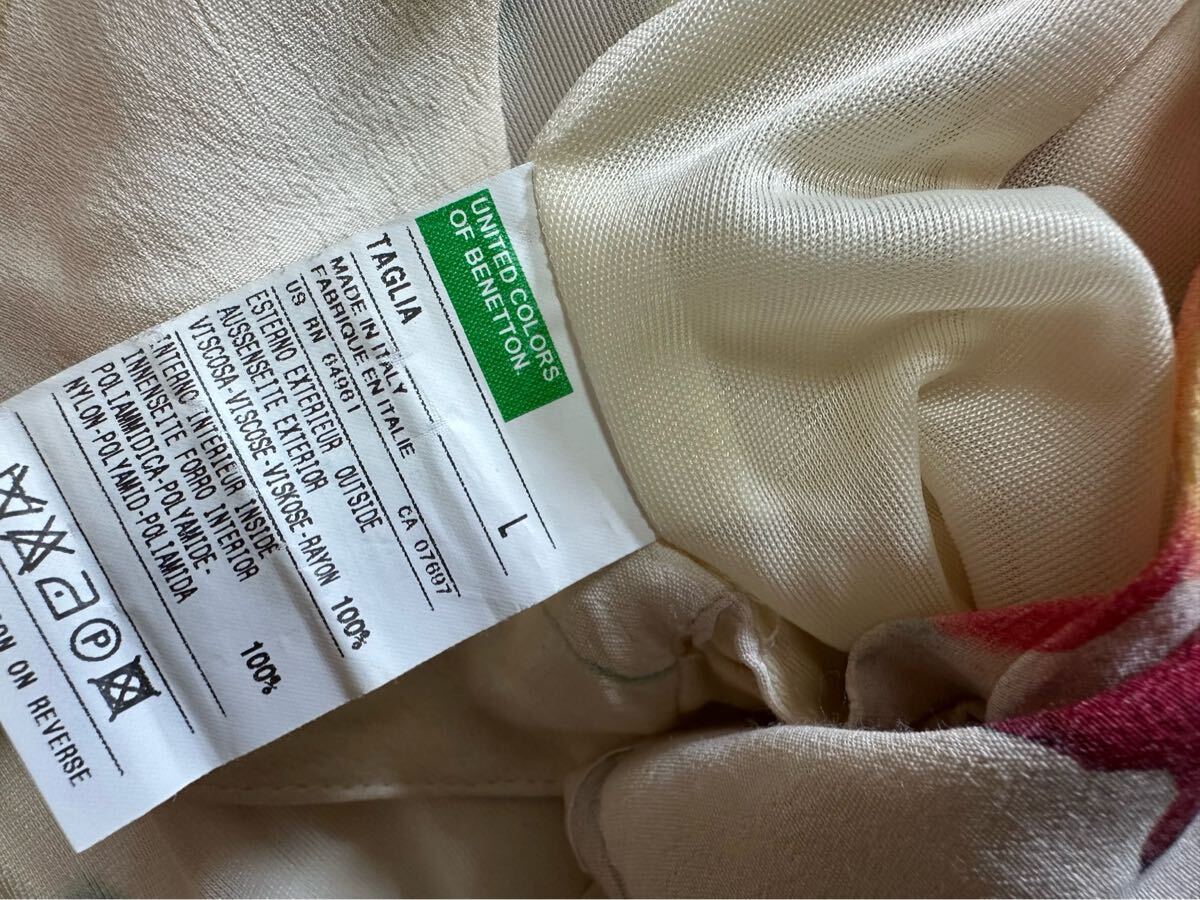 UNITED COLORS
OF BENETTON
TAGLIA L
MADE IN ITALY
FABRIQUE EN ITALIE
US RN 64981 CA 07697
ESTERNO EXTERIEUR OUTSIDE
AUSSENSEITE EXTERIOR
VISCOSA-VISCOSE-VISKOSE-RAYON 100%
INTERNO INTERIEUR INSIDE
INNENSEITE FORRO INTERIOR
POLIAMMIDICA-POLYAMIDE-
NYLON-POLYAMID-POLIAMIDA 100%
P
ON REVERSE